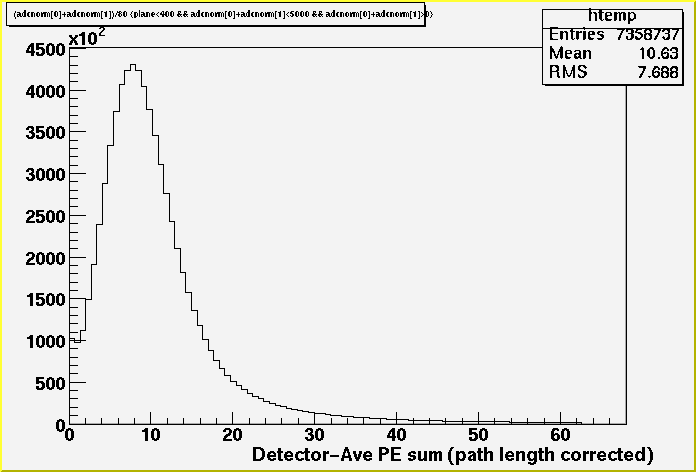 (adcnorm[0]+adcnorm[1])/80 {plane<400 && adcnorm[0]+adcnorm[1]<5000 && adcnorm[0]+adcnorm[1]>0}
htemp
Entries 7358737
Mean 10.63
RMS 7.688
x10^2
4500
4000
3500
3000
2500
2000
1500
1000
500
0
0 10 20 30 40 50 60
Detector-Ave PE sum (path length corrected)